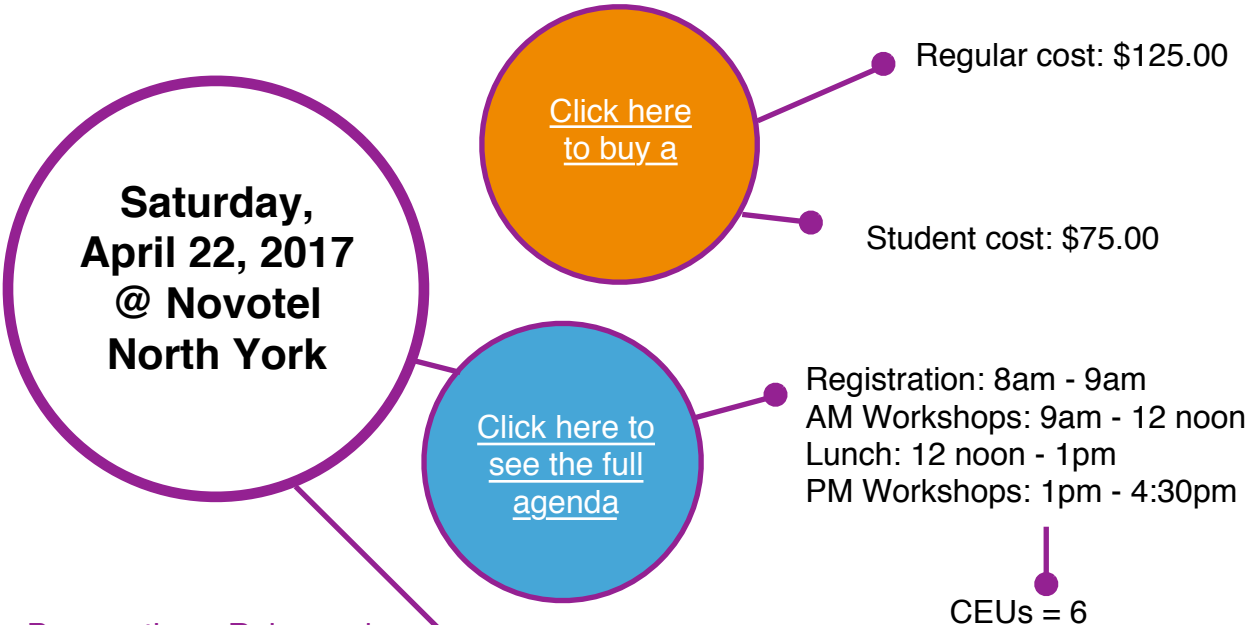 Saturday,
April 22, 2017
@ Novotel
North York
Click here
to buy a
Regular cost: $125.00
Student cost: $75.00
Click here to
see the full
agenda
Registration: 8am - 9am
AM Workshops: 9am - 12 noon
Lunch: 12 noon - 1pm
PM Workshops: 1pm - 4:30pm
CEUs = 6